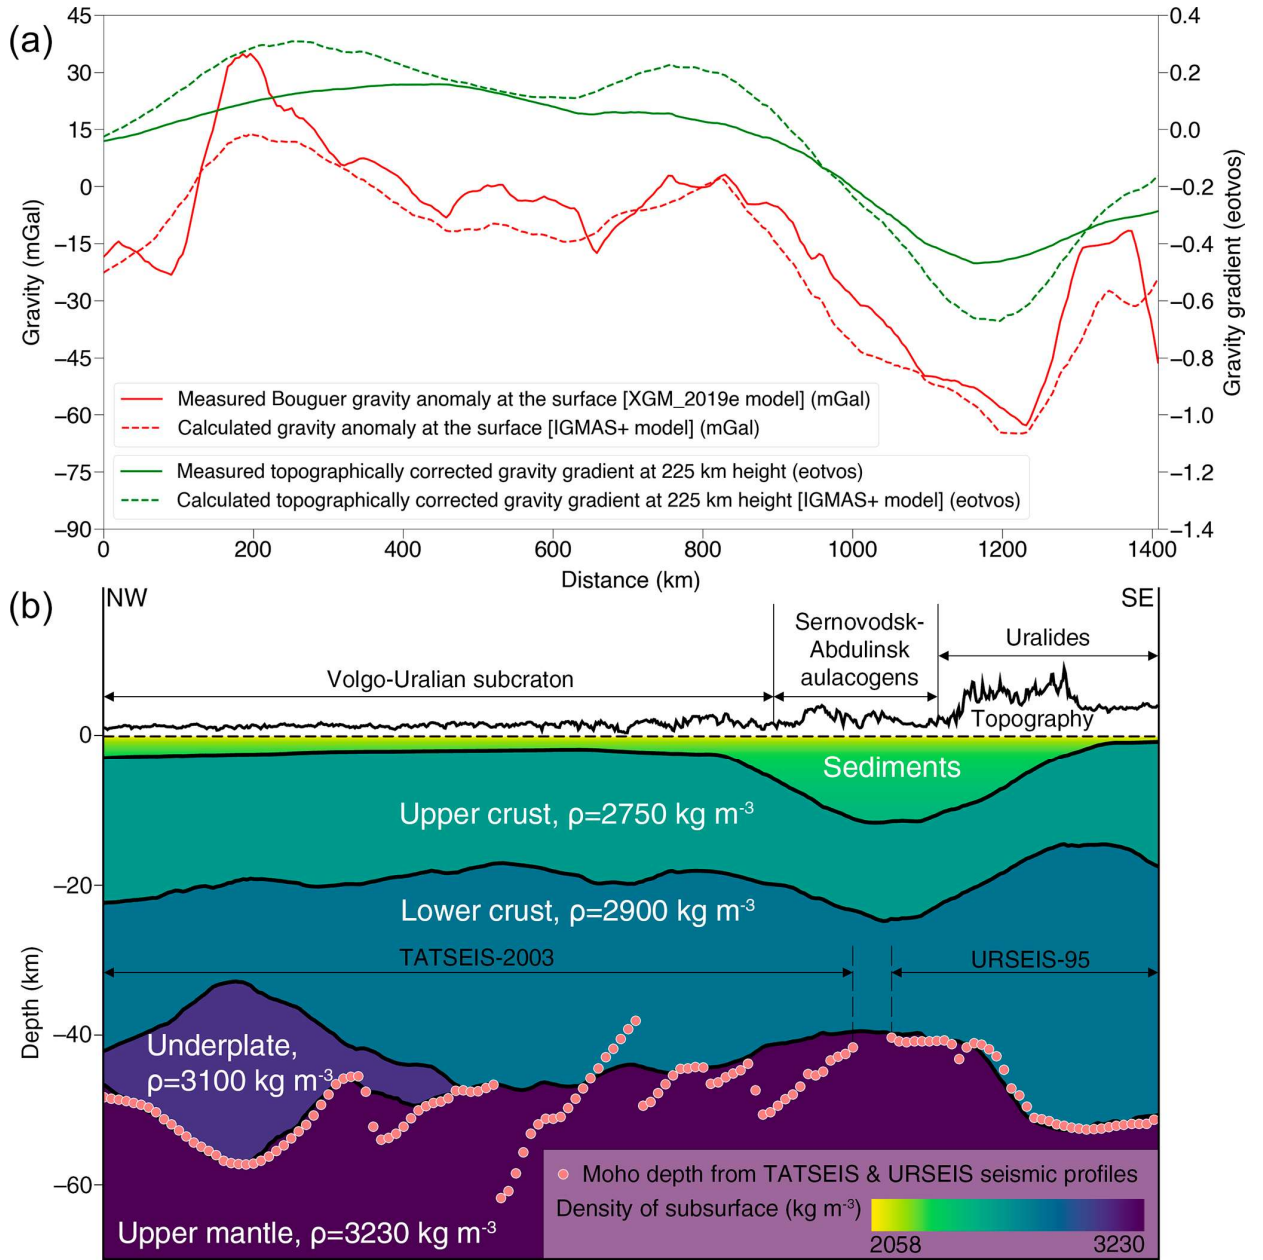 (a)
45
30
15
0
−15
−30
−45
−60
−75
−90
Gravity (mGal)
0.4
0.2
0.0
−0.2
−0.4
−0.6
−0.8
−1.0
−1.2
−1.4
Gravity gradient (eotvos)
Measured Bouguer gravity anomaly at the surface [XGM_2019e model] (mGal)
Calculated gravity anomaly at the surface [IGMAS+ model] (mGal)
Measured topographically corrected gravity gradient at 225 km height (eotvos)
Calculated topographically corrected gravity gradient at 225 km height [IGMAS+ model] (eotvos)
0 200 400 600 800 1000 1200 1400
Distance (km)
(b)
NW
SE
Volgo-Uralian subcraton
Sernovodsk-
Abdulinsk
aulacogens
Uralides
Topography
0
−20
−40
−60
Depth (km)
Sediments
Upper crust, ρ=2750 kg m-3
Lower crust, ρ=2900 kg m-3
TATSEIS-2003
URSEIS-95
Underplate,
ρ=3100 kg m-3
Upper mantle, ρ=3230 kg m-3
Moho depth from TATSEIS & URSEIS seismic profiles
Density of subsurface (kg m-3)
2058 3230